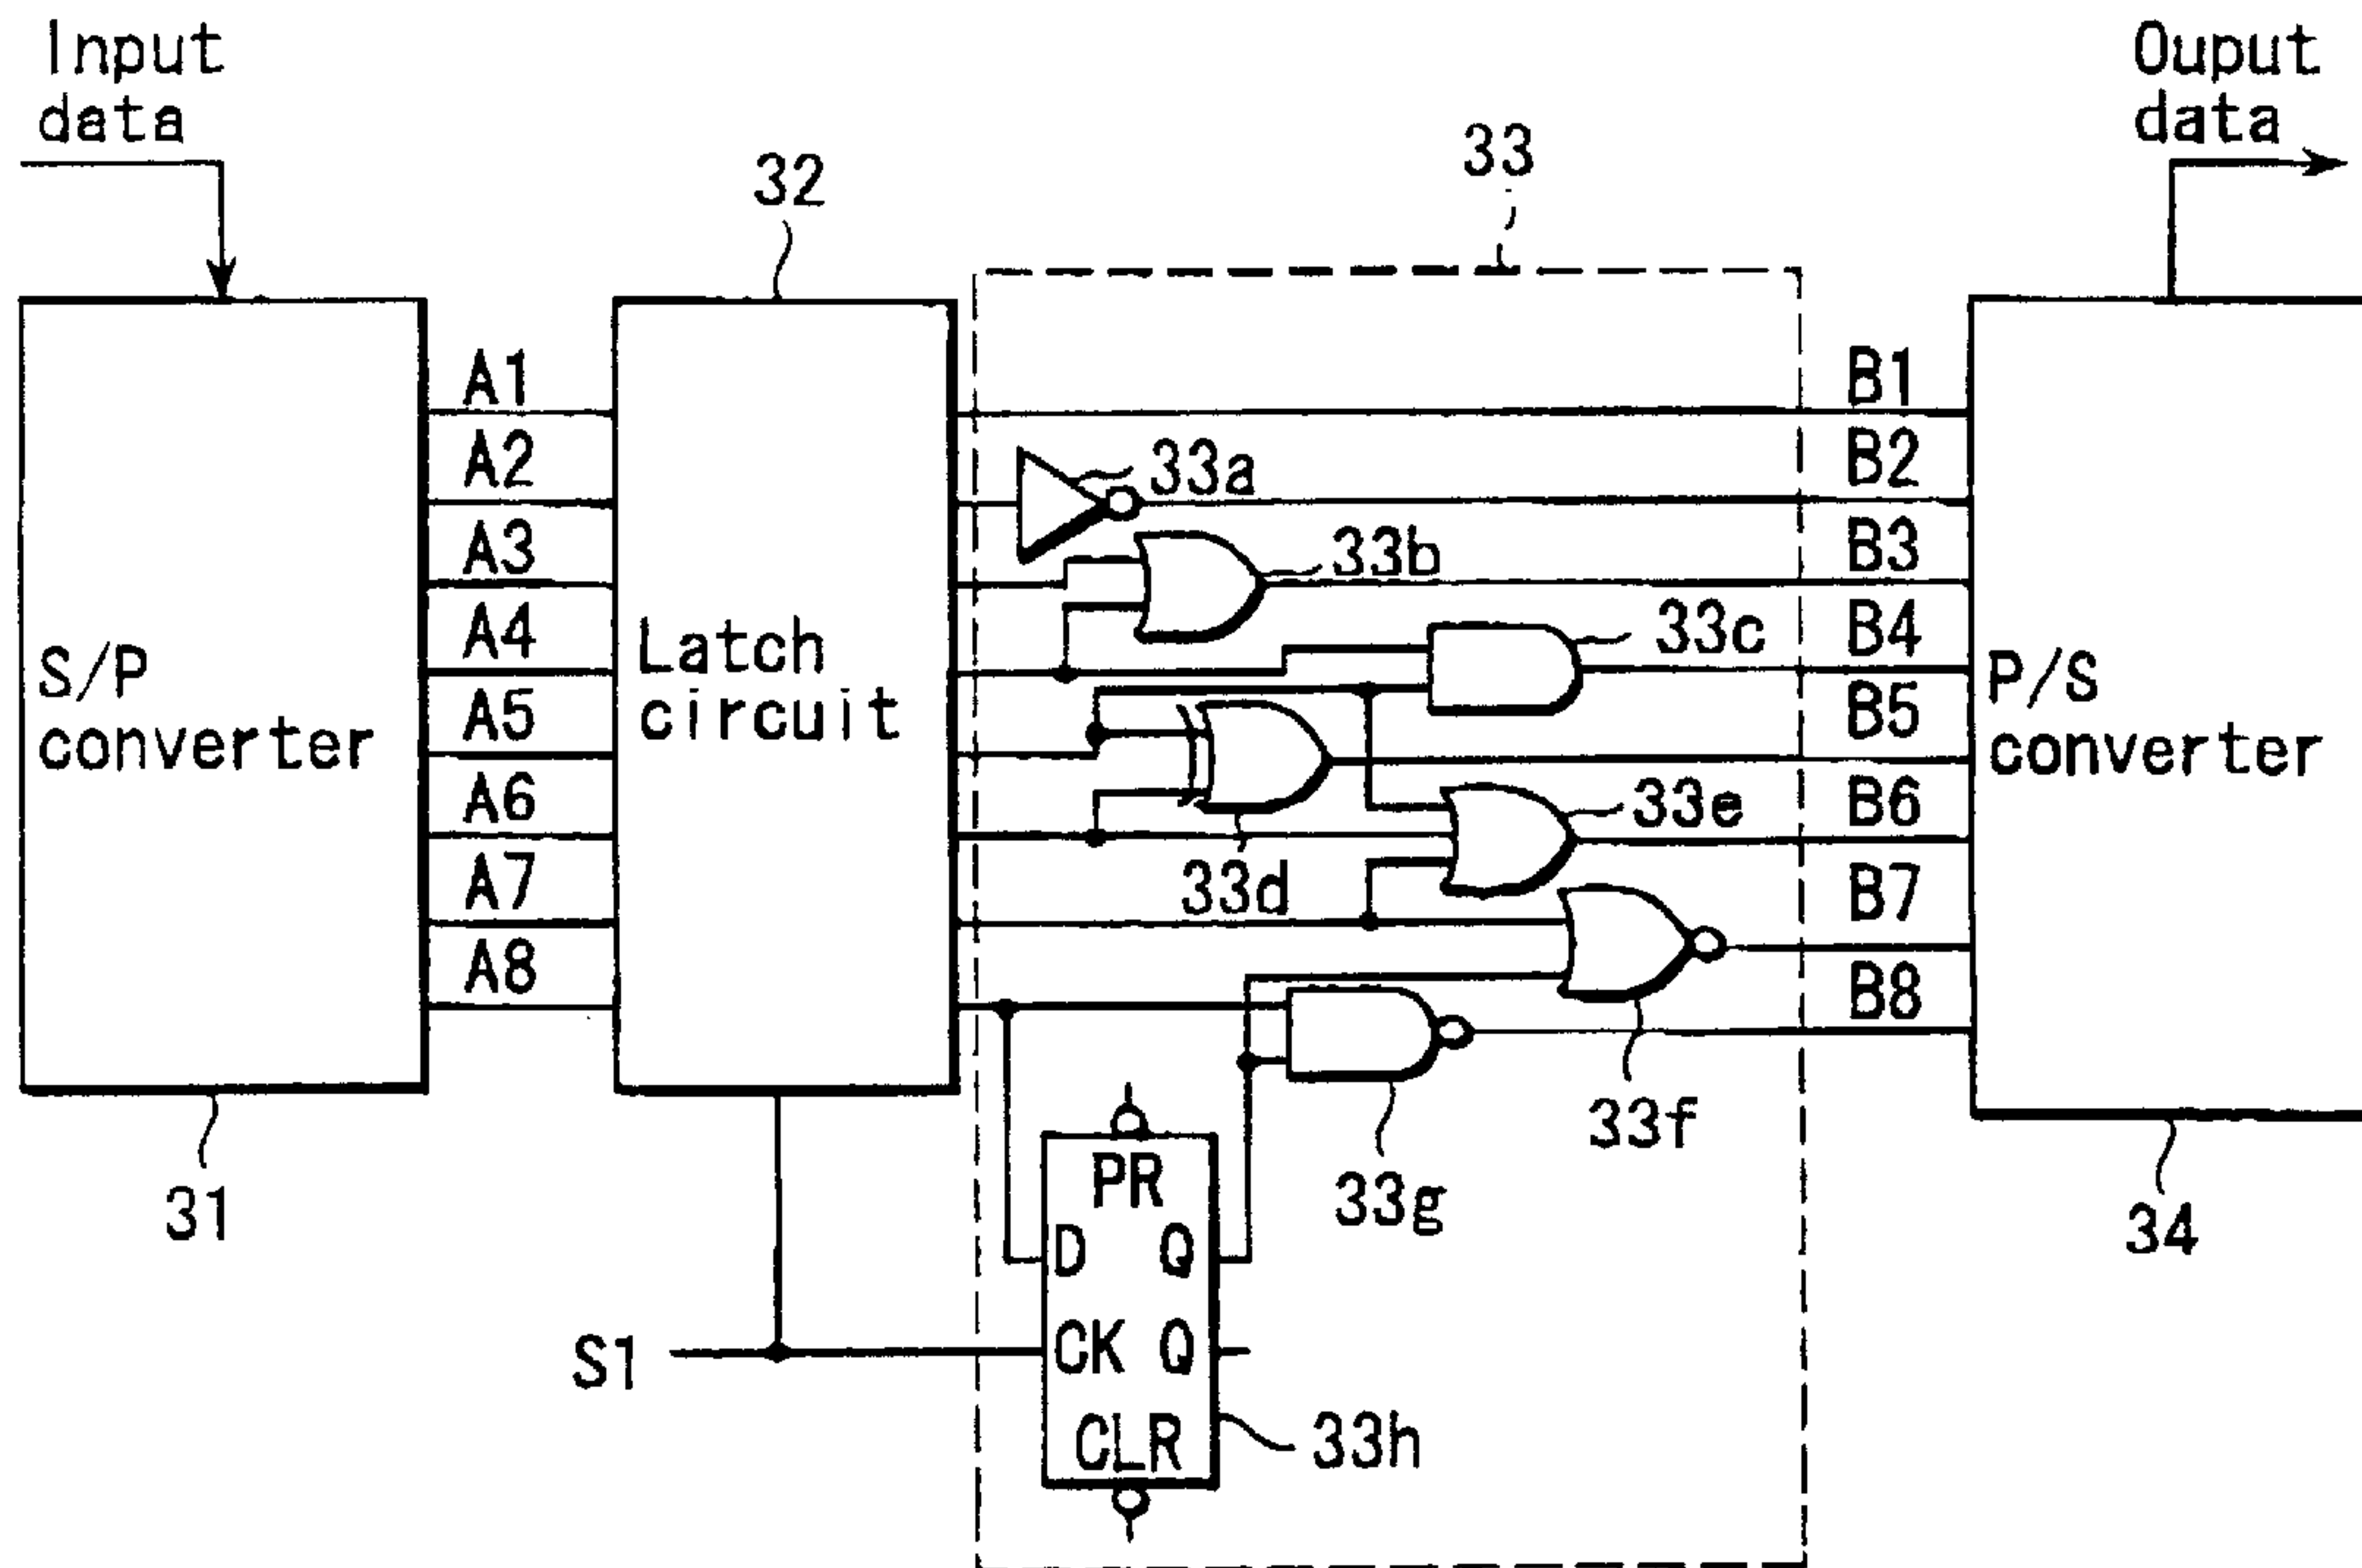 Input
data
Ouput
data
33
32
A1
B1
A2
33a
B2
A3
33b
B3
A4
33c
B4
S/P
converter
Latch
circuit
P/S
converter
A5
B5
A6
33e
B6
A7
33d
B7
A8
B8
33f
PR
33g
31
34
D Q
S1
CK Q
CLR
33h